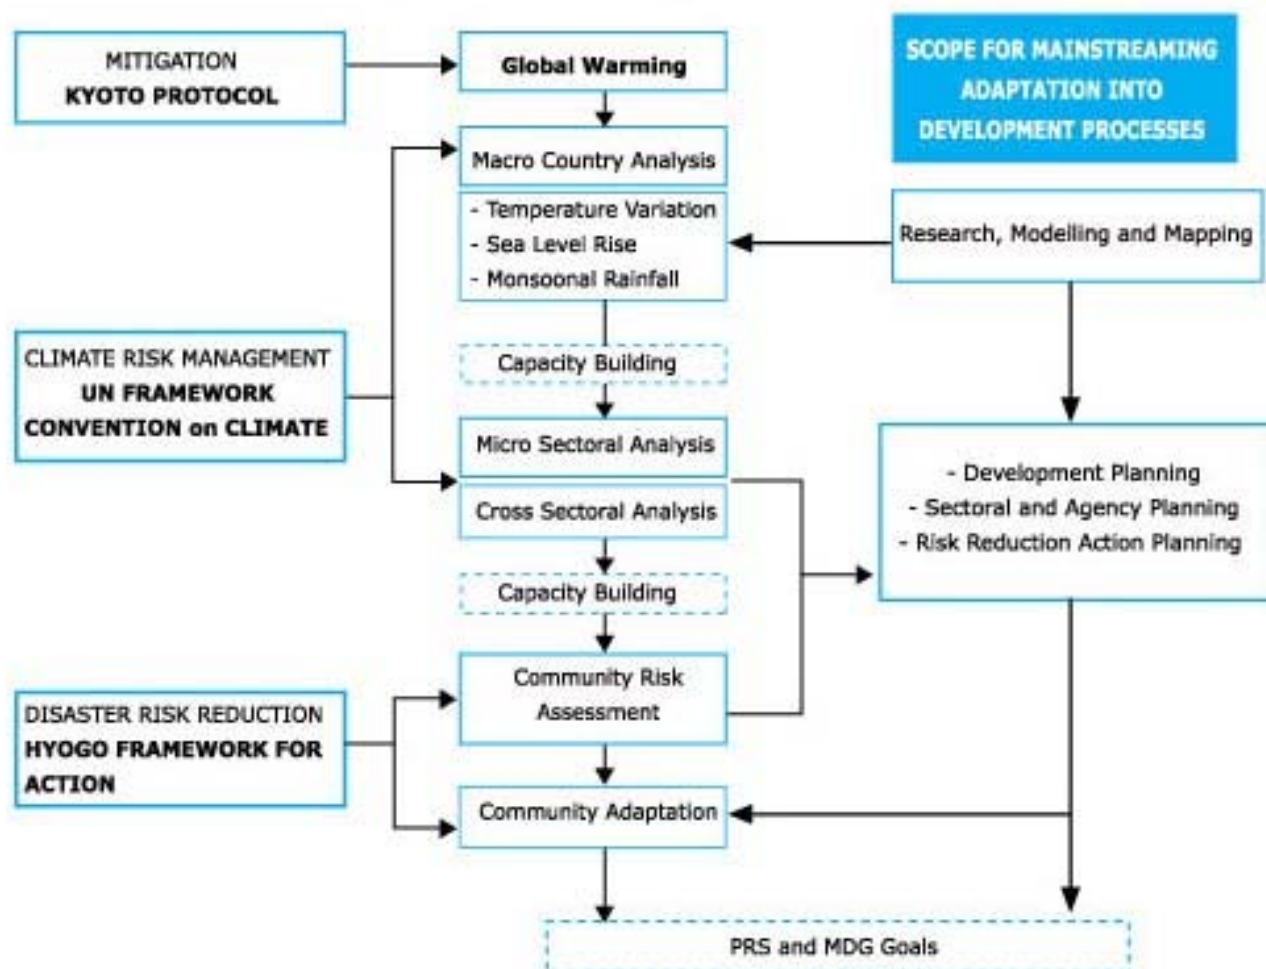 MITIGATION
KYOTO PROTOCOL
Global Warming
SCOPE FOR MAINSTREAMING
ADAPTATION INTO
DEVELOPMENT PROCESSES
Macro Country Analysis
- Temperature Variation
- Sea Level Rise
- Monsoonal Rainfall
Research, Modelling and Mapping
CLIMATE RISK MANAGEMENT
UN FRAMEWORK
CONVENTION on CLIMATE
Capacity Building
Micro Sectoral Analysis
Cross Sectoral Analysis
- Development Planning
- Sectoral and Agency Planning
- Risk Reduction Action Planning
Capacity Building
DISASTER RISK REDUCTION
HYOGO FRAMEWORK FOR
ACTION
Community Risk
Assessment
Community Adaptation
PRS and MDG Goals